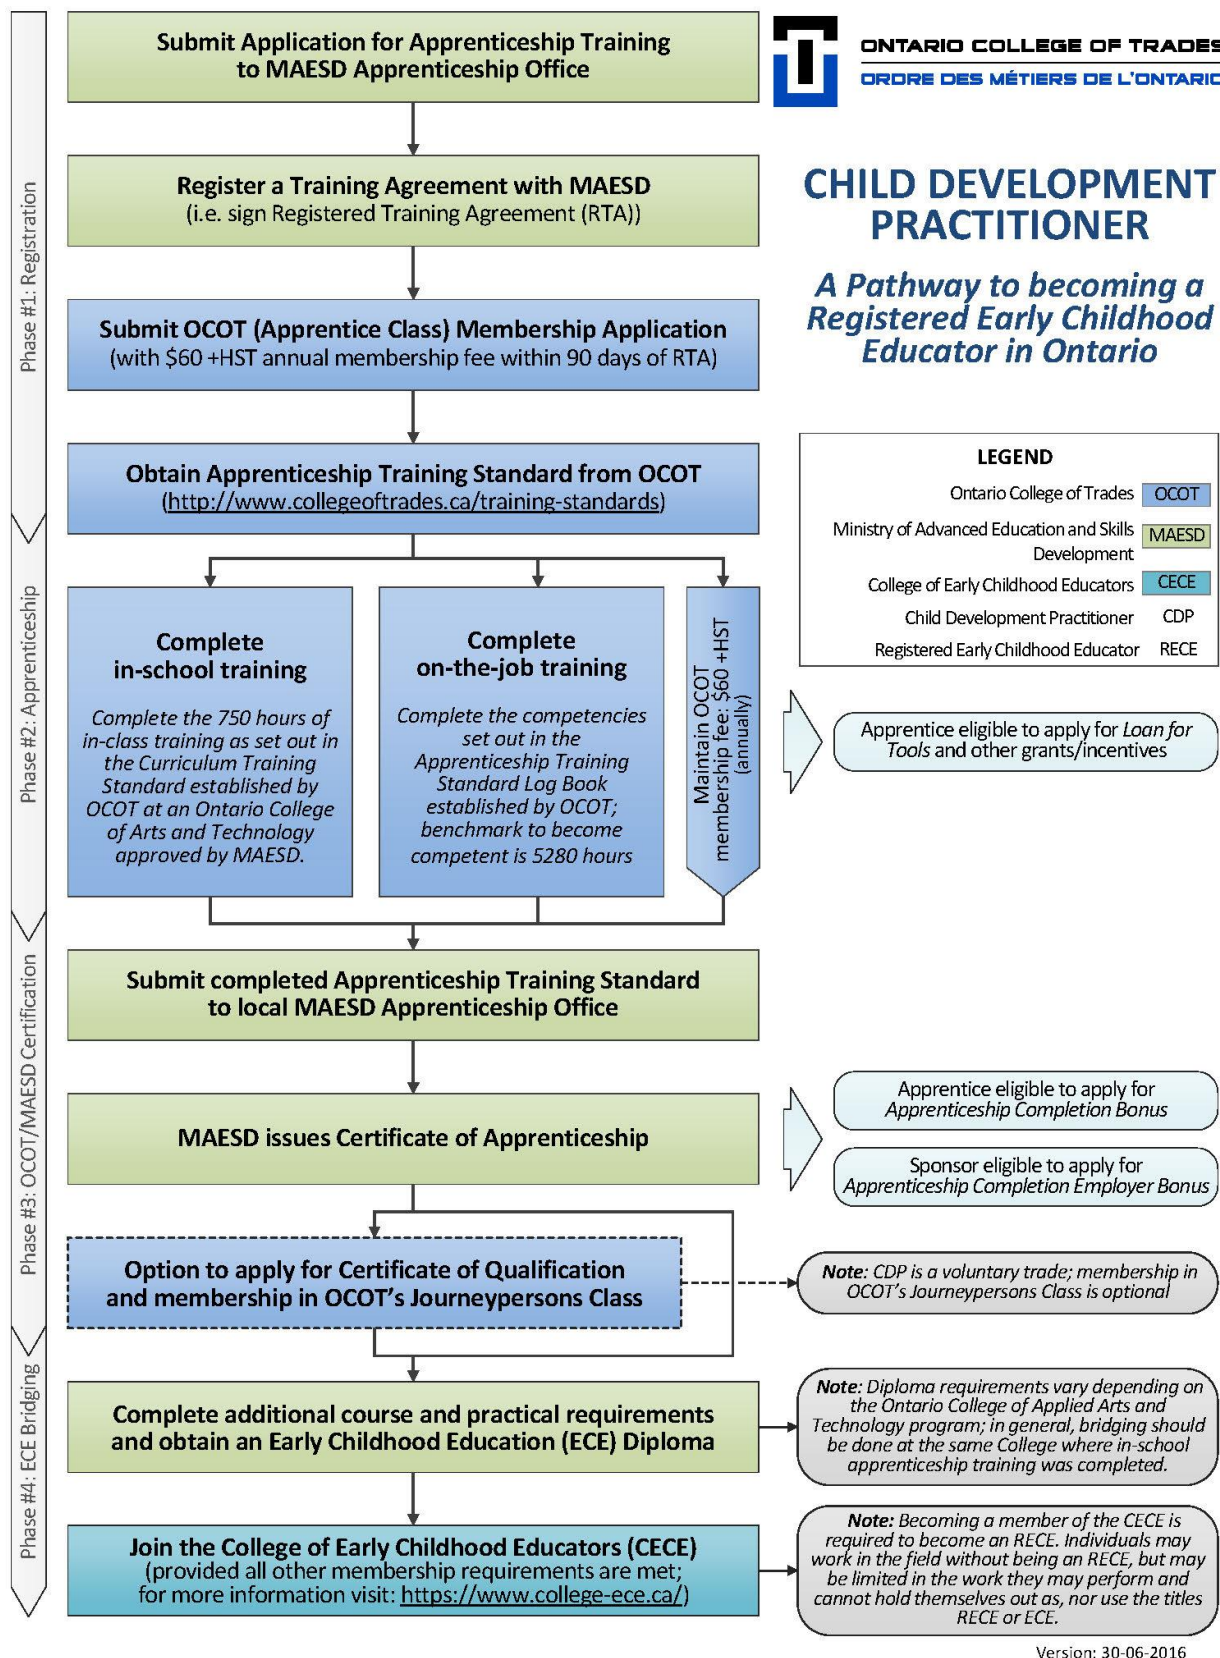 Submit Application for Apprenticeship Training
to MAESD Apprenticeship Office
ONTARIO COLLEGE OF TRADES
ORDRE DES MÉTIERS DE L'ONTARIO
CHILD DEVELOPMENT
PRACTITIONER
A Pathway to becoming a
Registered Early Childhood
Educator in Ontario
Phase #1: Registration
Register a Training Agreement with MAESD
(i.e. sign Registered Training Agreement (RTA))
Submit OCOT (Apprentice Class) Membership Application
(with $60 +HST annual membership fee within 90 days of RTA)
Obtain Apprenticeship Training Standard from OCOT
(http://www.collegeoftrades.ca/training-standards)
LEGEND
Ontario College of Trades OCOT
Ministry of Advanced Education and Skills
Development MAESD
College of Early Childhood Educators CECE
Child Development Practitioner CDP
Registered Early Childhood Educator RECE
Phase #2: Apprenticeship
Complete
in-school training
Complete the 750 hours of
in-class training as set out in
the Curriculum Training
Standard established by
OCOT at an Ontario College
of Arts and Technology
approved by MAESD.
Complete
on-the-job training
Complete the competencies
set out in the
Apprenticeship Training
Standard Log Book
established by OCOT;
benchmark to become
competent is 5280 hours
Maintain OCOT
membership fee: $60 +HST
(annually)
Apprentice eligible to apply for Loan for
Tools and other grants/incentives
Phase #3: OCOT/MAESD Certification
Submit completed Apprenticeship Training Standard
to local MAESD Apprenticeship Office
MAESD issues Certificate of Apprenticeship
Apprentice eligible to apply for
Apprenticeship Completion Bonus
Sponsor eligible to apply for
Apprenticeship Completion Employer Bonus
Option to apply for Certificate of Qualification
and membership in OCOT's Journeypersons Class
Note: CDP is a voluntary trade; membership in
OCOT's Journeypersons Class is optional
Phase #4: ECE Bridging
Complete additional course and practical requirements
and obtain an Early Childhood Education (ECE) Diploma
Note: Diploma requirements vary depending on
the Ontario College of Applied Arts and
Technology program; in general, bridging should
be done at the same College where in-school
apprenticeship training was completed.
Join the College of Early Childhood Educators (CECE)
(provided all other membership requirements are met;
for more information visit: https://www.college-ece.ca/)
Note: Becoming a member of the CECE is
required to become an RECE. Individuals may
work in the field without being an RECE, but may
be limited in the work they may perform and
cannot hold themselves out as, nor use the titles
RECE or ECE.
Version: 30-06-2016